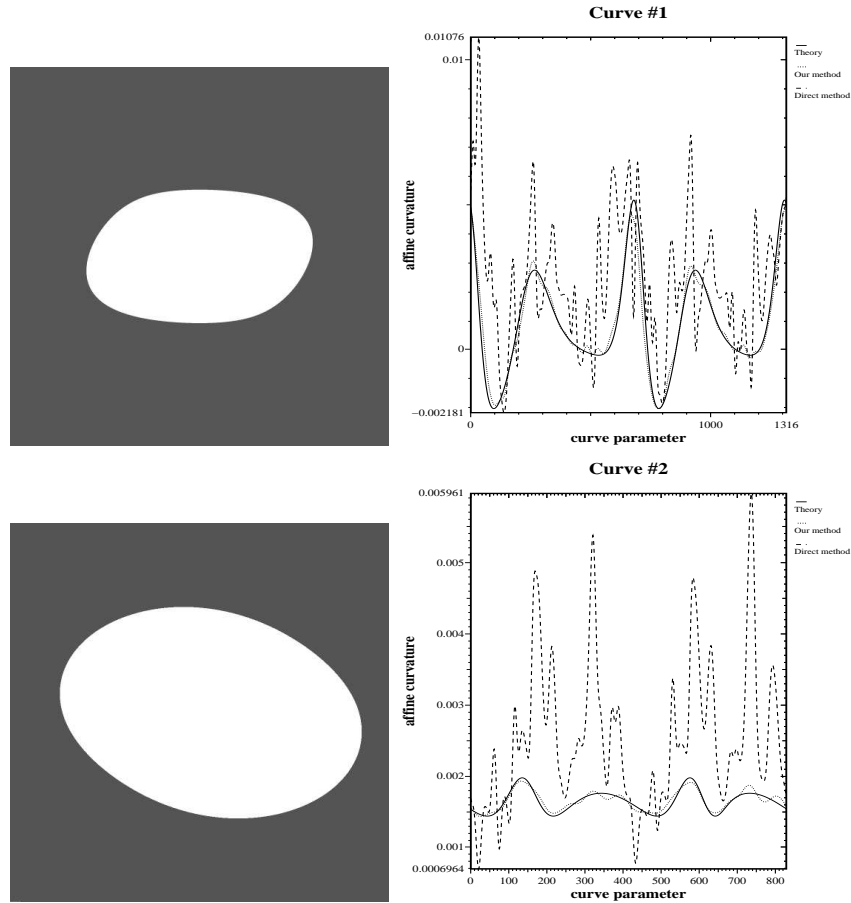 Curve #1
0.01076
0.01
0
−0.002181
affine curvature
0
1000
1316
curve parameter
Theory
Our method
Direct method
Curve #2
0.005961
0.005
0.004
0.003
0.002
0.001
0.0006964
affine curvature
0
100
200
300
400
500
600
700
800
curve parameter
Theory
Our method
Direct method